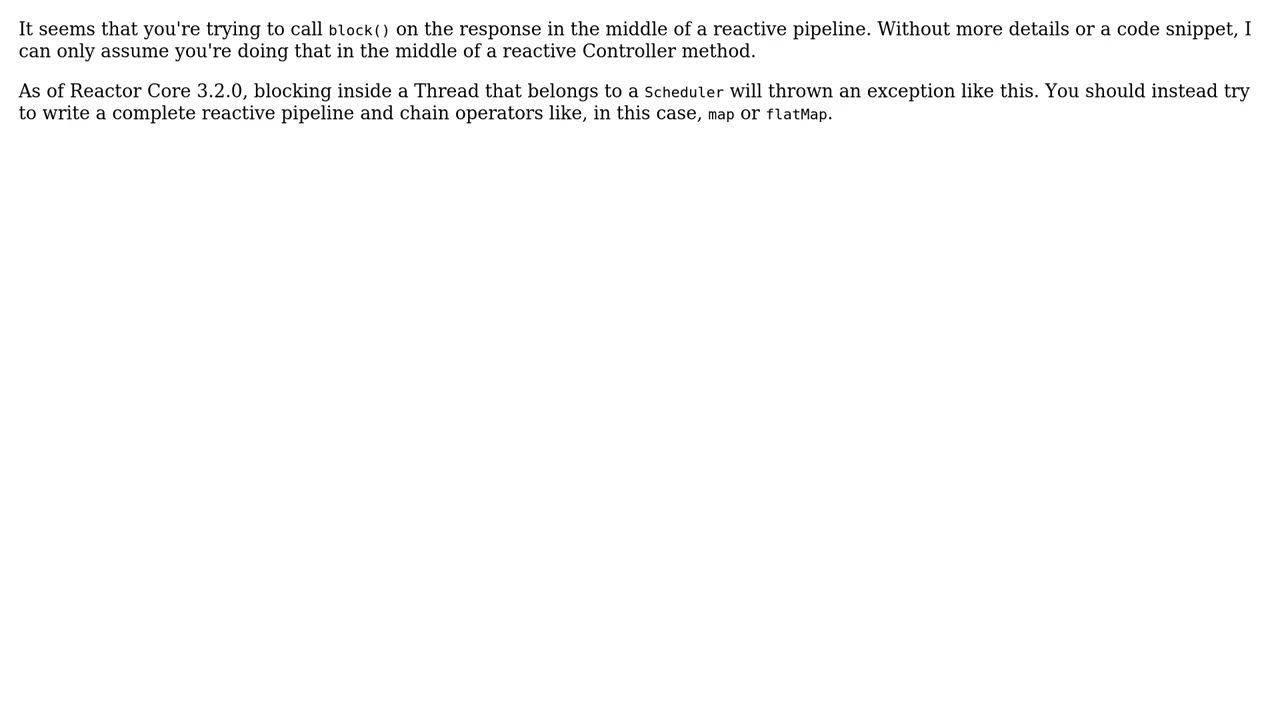 It seems that you're trying to call block() on the response in the middle of a reactive pipeline. Without more details or a code snippet, I
can only assume you're doing that in the middle of a reactive Controller method.
As of Reactor Core 3.2.0, blocking inside a Thread that belongs to a Scheduler will thrown an exception like this. You should instead try
to write a complete reactive pipeline and chain operators like, in this case, map or flatMap.